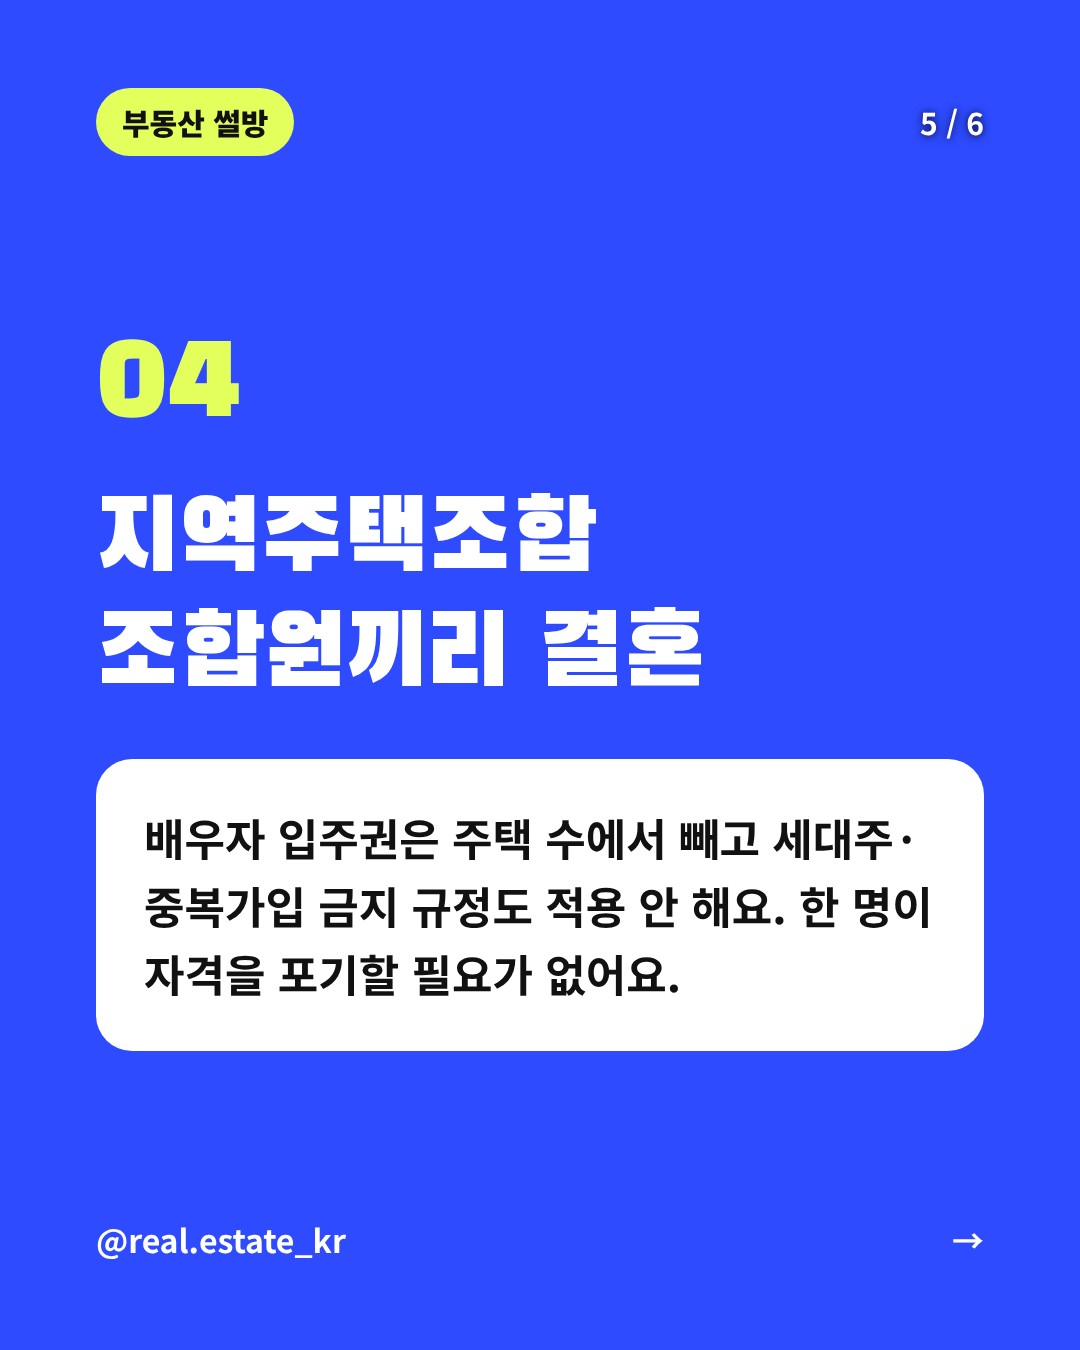 부동산 썰방
5 / 6
04
지역주택조합
조합원끼리 결혼
배우자 입주권은 주택 수에서 빼고 세대주·
중복가입 금지 규정도 적용 안 해요. 한 명이
자격을 포기할 필요가 없어요.
@real.estate_kr
→